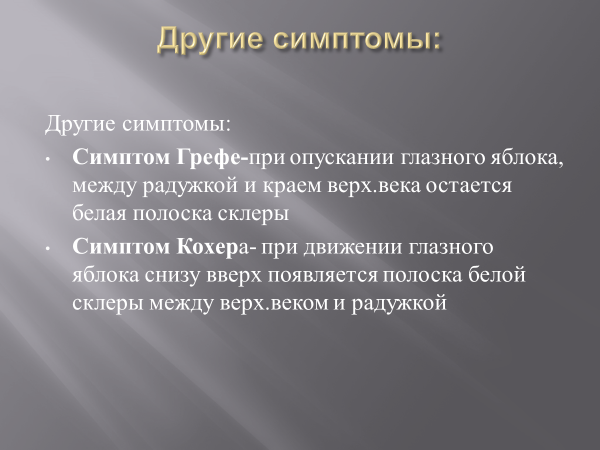 Другие симптомы:
Другие симптомы:
• Симптом Грефе-при опускании глазного яблока,
между радужкой и краем верх.века остается
белая полоска склеры
• Симптом Кохера- при движении глазного
яблока снизу вверх появляется полоска белой
склеры между верх.веком и радужкой